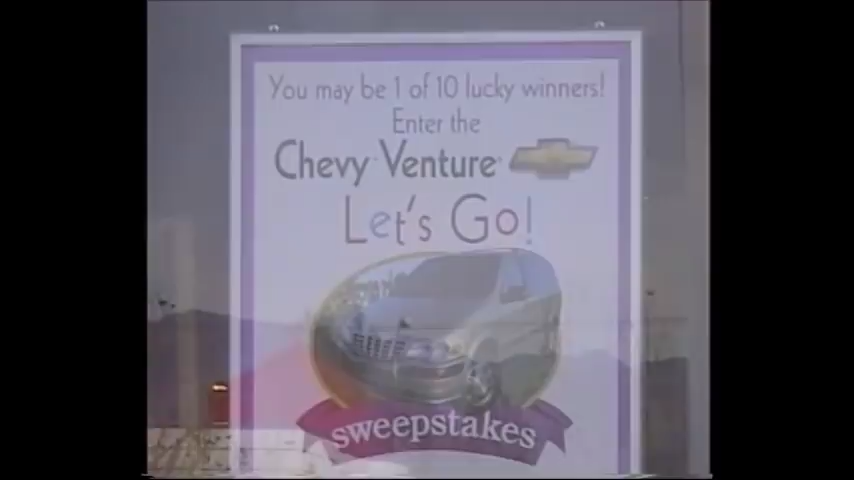 You may be 1 of 10 lucky winners!
Enter the
Chevy Venture
Let's Go!
sweepstakes